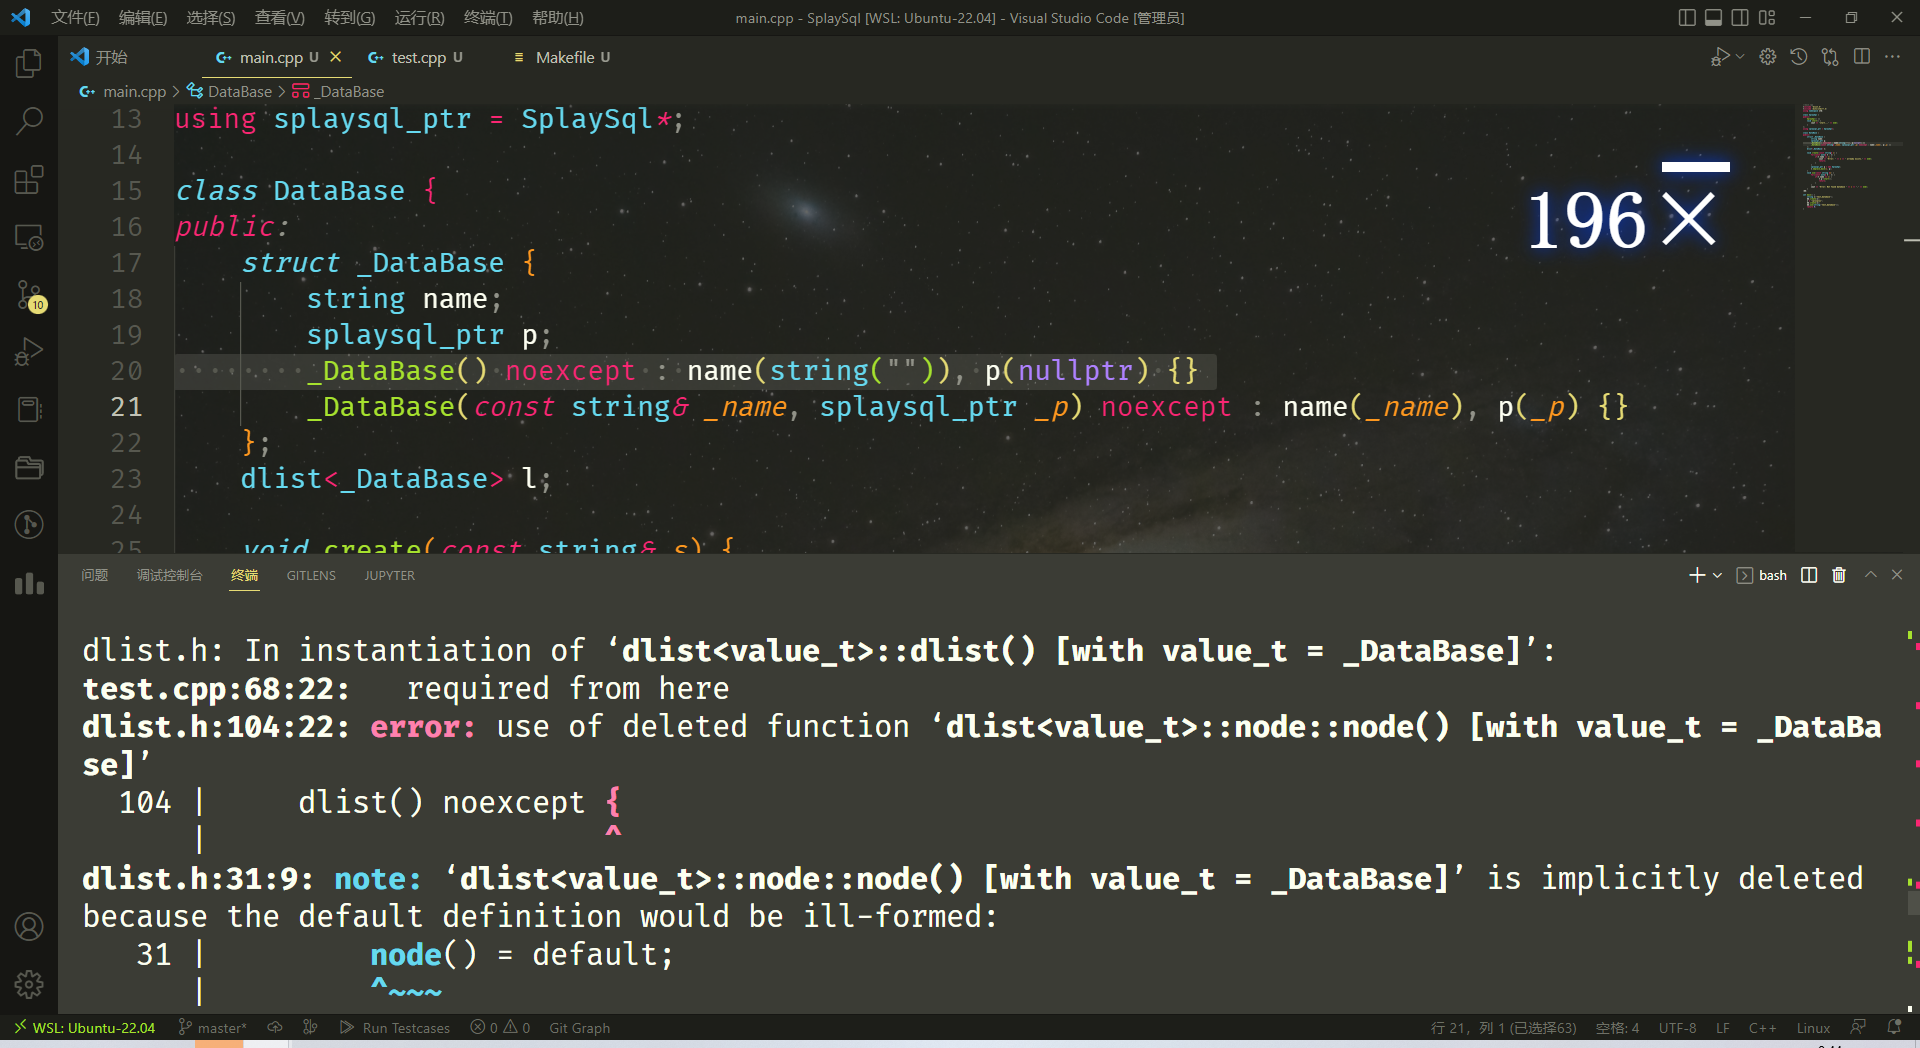 文件(F) 编辑(E) 选择(S) 查看(V) 转到(G) 运行(R) 终端(T) 帮助(H) main.cpp - SplaySql [WSL: Ubuntu-22.04] - Visual Studio Code [管理员]
开始 main.cpp U test.cpp U Makefile U
main.cpp > DataBase > _DataBase
13 using splaysql_ptr = SplaySql*;
14
15 class DataBase {
16 public:
17 struct _DataBase {
18 string name;
19 splaysql_ptr p;
20 _DataBase() noexcept : name(string("")), p(nullptr) {}
21 _DataBase(const string& _name, splaysql_ptr _p) noexcept : name(_name), p(_p) {}
22 };
23 dlist<_DataBase> l;
24
25 void create(const string& s) {
196×
10
问题 调试控制台 终端 GITLENS JUPYTER bash
dlist.h: In instantiation of ‘dlist<value_t>::dlist() [with value_t = _DataBase]’:
test.cpp:68:22: required from here
dlist.h:104:22: error: use of deleted function ‘dlist<value_t>::node::node() [with value_t = _DataBa
se]’
104 | dlist() noexcept {
| ^
dlist.h:31:9: note: ‘dlist<value_t>::node::node() [with value_t = _DataBase]’ is implicitly deleted
because the default definition would be ill-formed:
31 | node() = default;
| ^~~~
WSL: Ubuntu-22.04 master* Run Testcases 0 0 Git Graph 行 21，列 1 (已选择63) 空格: 4 UTF-8 LF C++ Linux